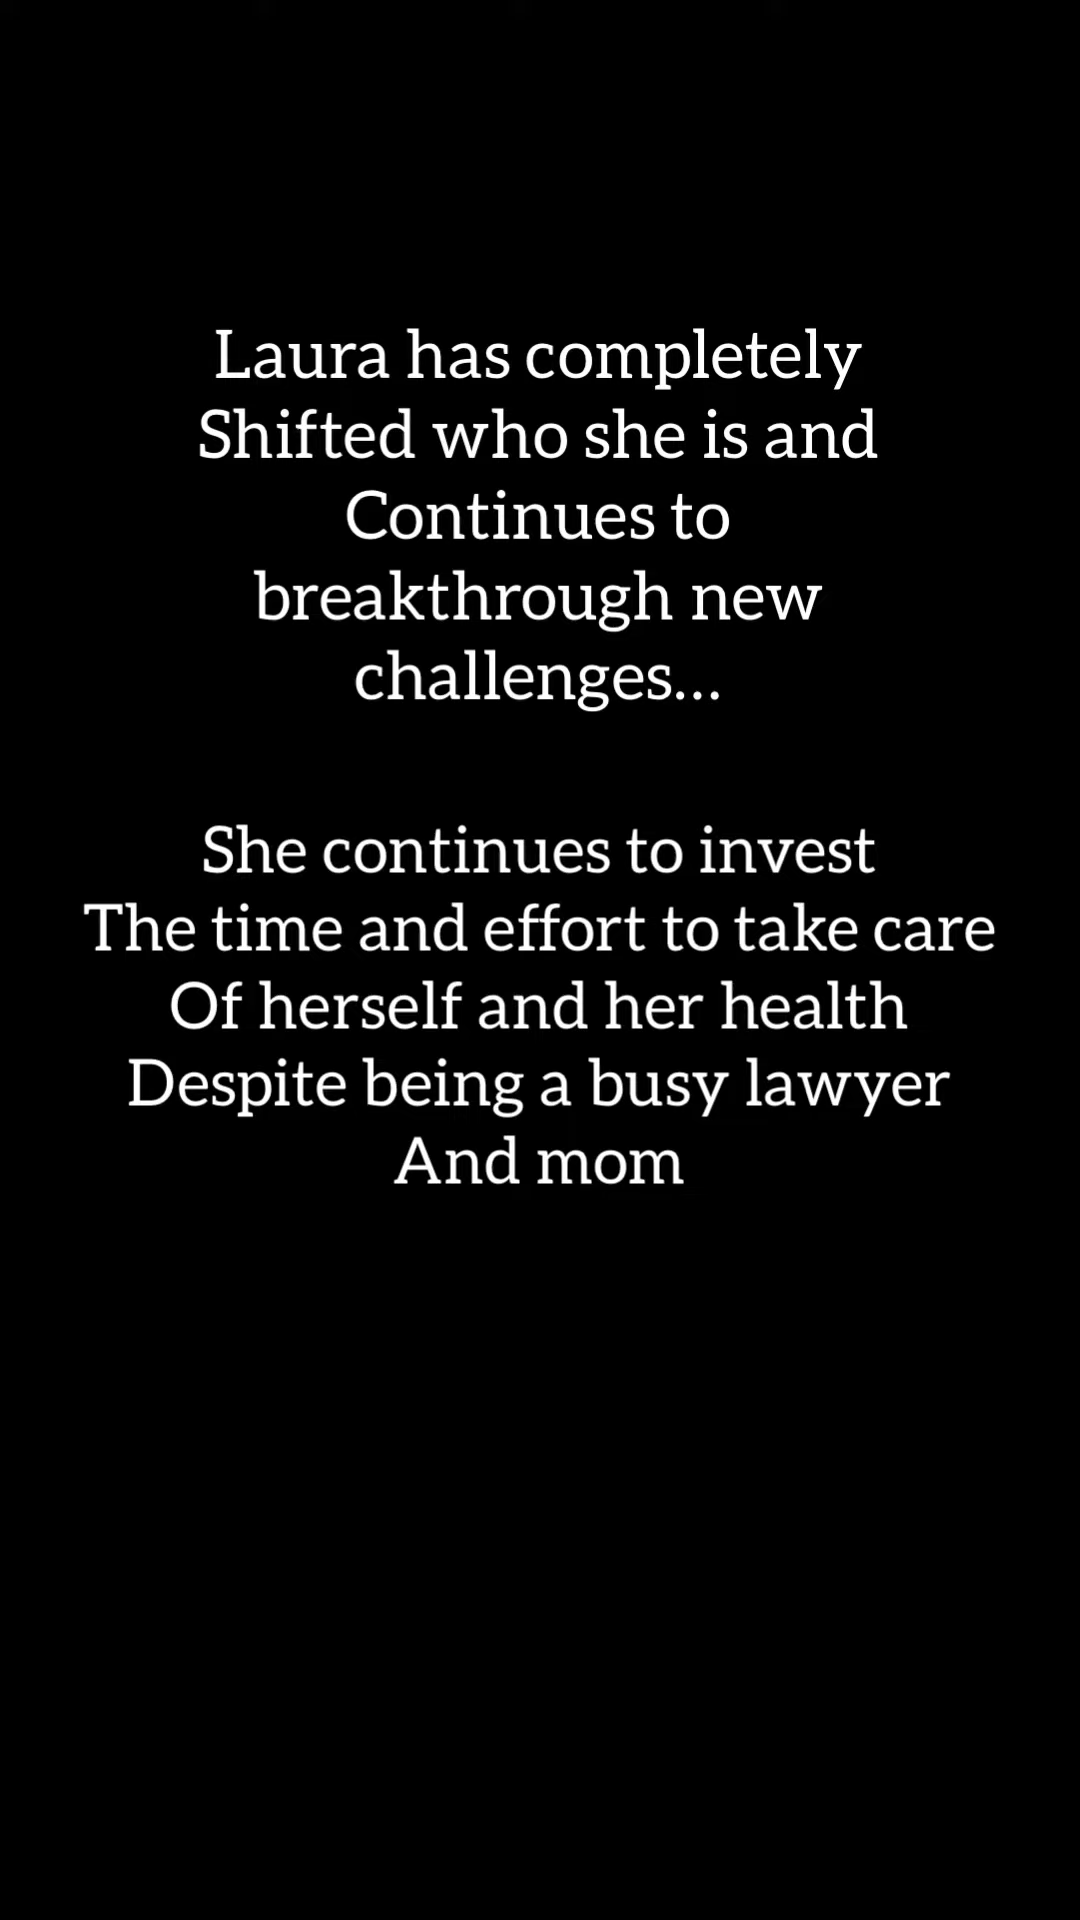 Laura has completely
Shifted who she is and
Continues to
breakthrough new
challenges...
She continues to invest
The time and effort to take care
Of herself and her health
Despite being a busy lawyer
And mom